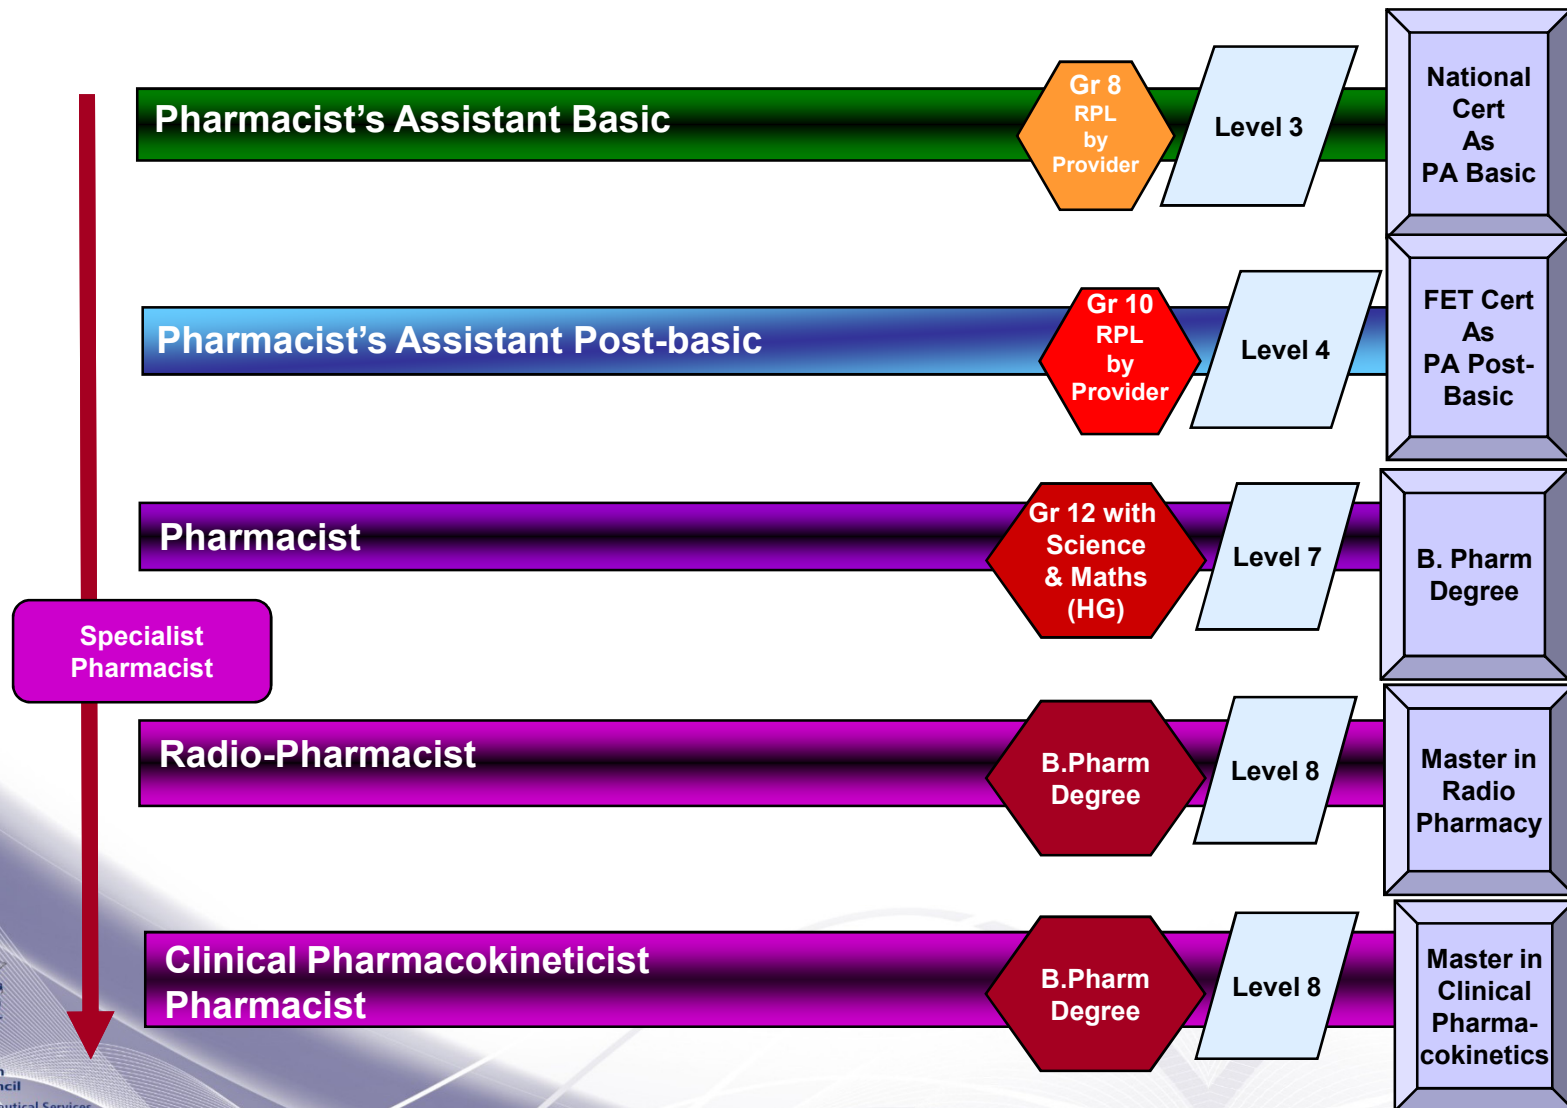 Pharmacist's Assistant Basic
Gr 8
RPL
by
Provider
Level 3
National
Cert
As
PA Basic
Pharmacist's Assistant Post-basic
Gr 10
RPL
by
Provider
Level 4
FET Cert
As
PA Post-
Basic
Pharmacist
Gr 12 with
Science
& Maths
(HG)
Level 7
B. Pharm
Degree
Specialist
Pharmacist
Radio-Pharmacist
B.Pharm
Degree
Level 8
Master in
Radio
Pharmacy
Clinical Pharmacokineticist
Pharmacist
B.Pharm
Degree
Level 8
Master in
Clinical
Pharma-
cokinetics